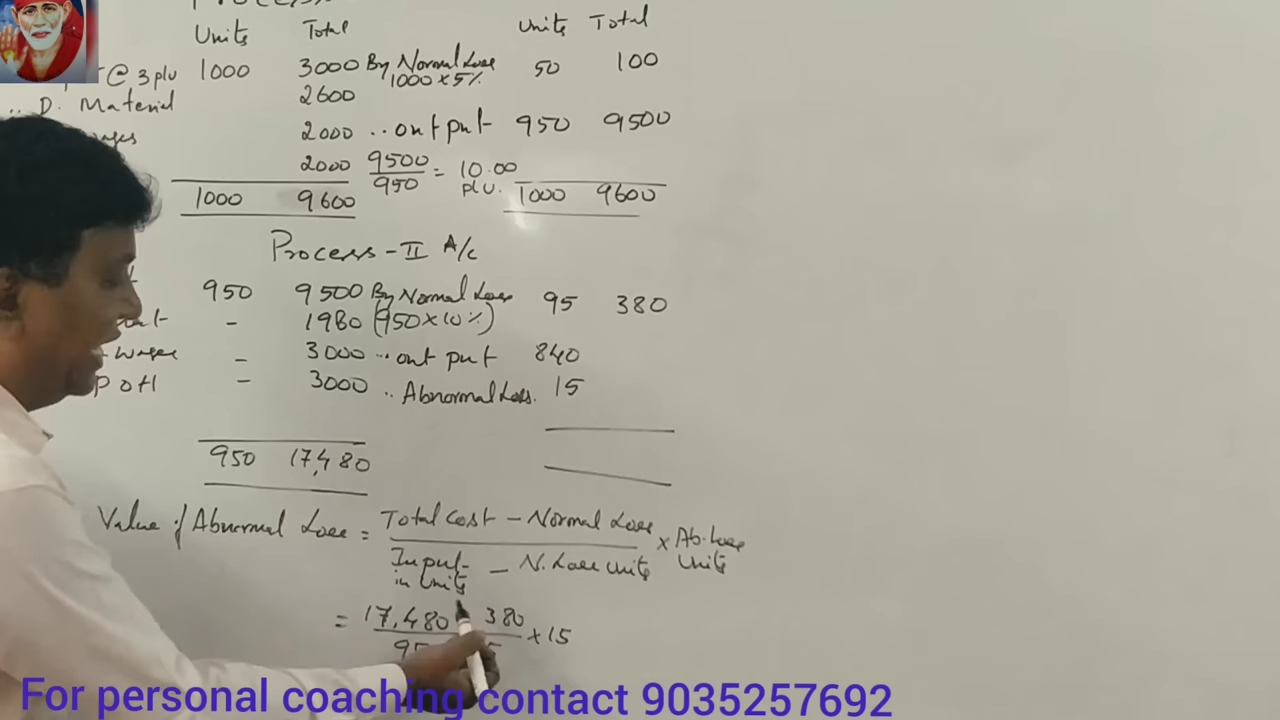 Units Total Units Total
@ 3 plu 1000 3000 By Normal Loss 50 100
1000 x 5%
.. D. Material 2600
2000 .. out put 950 9500
2000 9500/950 = 10.00 plu.
1000 9600 1000 9600
Process - II A/c
950 9500 By Normal Loss 95 380
- 1980 (950 x 10%)
wages - 3000 .. out put 840
P OH - 3000 .. Abnormal Loss. 15
950 17,480
Value of Abnormal Loss = Total Cost - Normal Loss x Ab. Loss Units
Input in Units - N. Loss Units
= 17,480 380 x 15
For personal coaching contact 9035257692